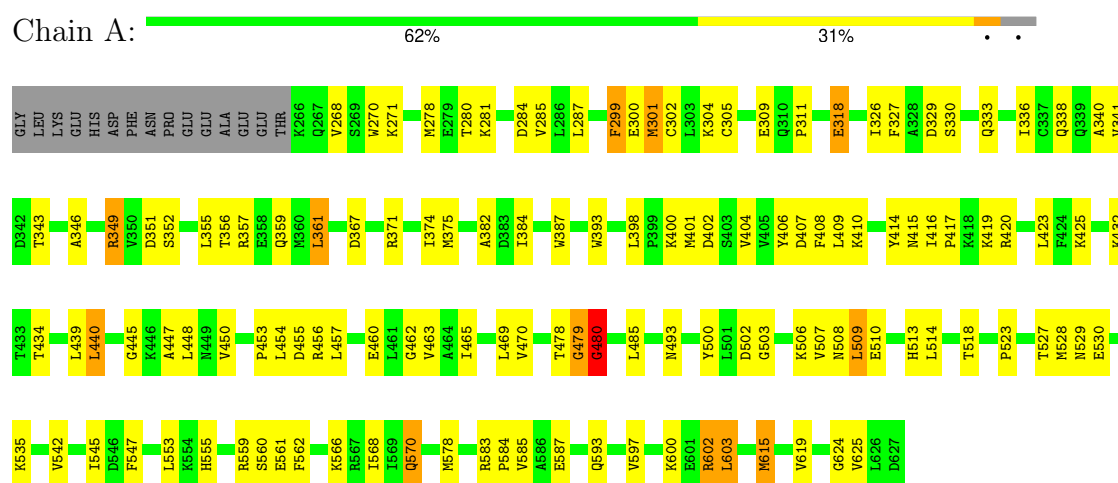 Chain A:
62% 31% • •
GLY LEU LYS GLU HIS ASP PHE ASN PRO GLU GLU ALA GLU GLU THR K266 Q267 V268 S269 W270 K271 M278 E279 T280 K281 D284 V285 L286 L287 F299 E300 M301 C302 L303 K304 C305 E309 Q310 P311 E318 I326 F327 A328 D329 S330 Q333 I336 C337 Q338 Q339 A340 V341
D342 T343 A346 R349 V350 D351 S352 L355 T356 R357 E358 Q359 M360 L361 D367 R371 I374 M375 A382 D383 I384 W387 W393 L398 P399 K400 M401 D402 S403 V404 V405 Y406 D407 F408 L409 K410 Y414 N415 I416 P417 K418 K419 R420 L423 F424 K425 K432
T433 T434 L439 L440 G445 K446 A447 L448 N449 V450 P453 L454 D455 R456 L457 E460 L461 G462 V463 A464 I465 L469 V470 T478 G479 G480 L485 N493 Y500 L501 D502 G503 K506 V507 N508 L509 E510 H513 L514 T518 P523 T527 M528 N529 E530
K535 V542 I545 D546 F547 L553 K554 H555 R559 S560 E561 F562 K566 R567 I568 I569 Q570 M578 R583 P584 V585 A586 E587 Q593 V597 K600 E601 R602 L603 M615 V619 G624 V625 L626 D627